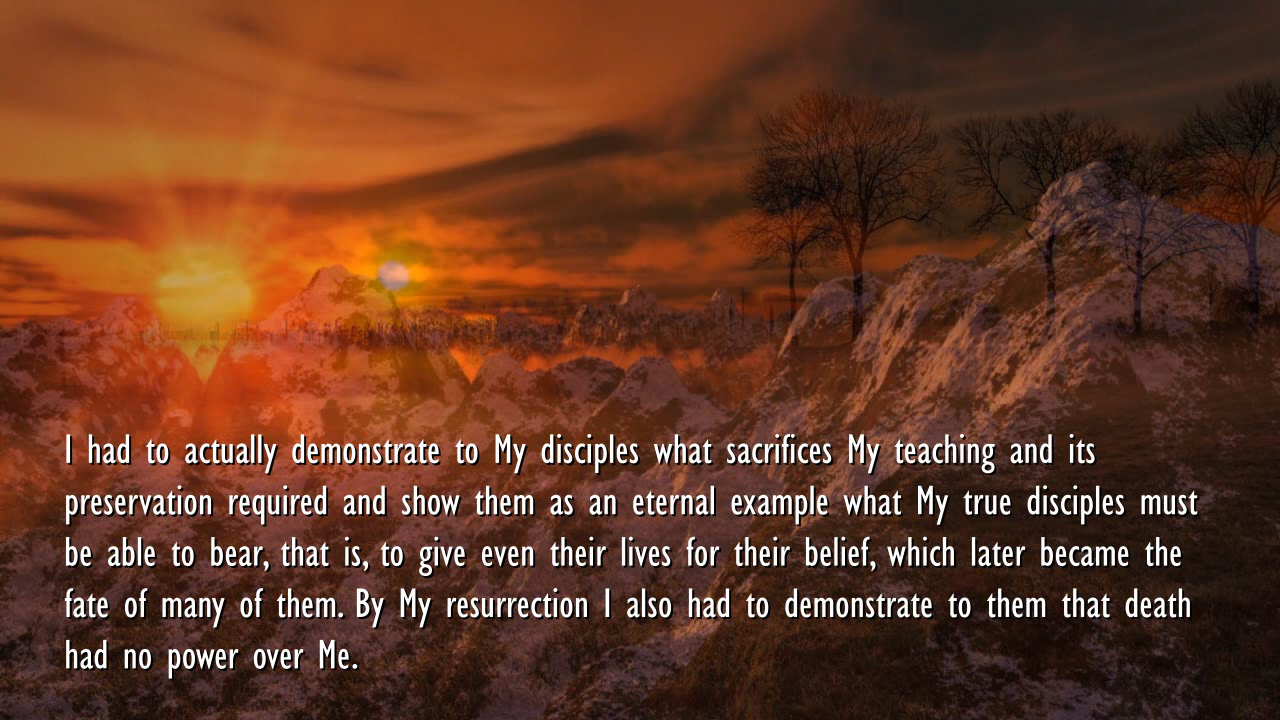 I had to actually demonstrate to My disciples what sacrifices My teaching and its
preservation required and show them as an eternal example what My true disciples must
be able to bear, that is, to give even their lives for their belief, which later became the
fate of many of them. By My resurrection I also had to demonstrate to them that death
had no power over Me.